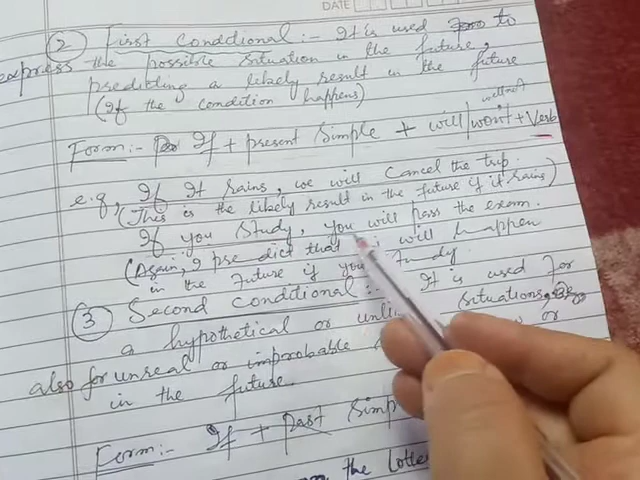 DATE
② First Conditional :- It is used to
express the possible situation in the future,
predicting a likely result in the future
(If the condition happens)
will not
Form:- If + present Simple + will/won't + Verb
e.g, If It rains, we will Cancel the trip.
(This is the likely result in the future if it rains)
If you Study, you will pass the exam.
(Again, I predict that will happen
in the future if you
③ Second Conditional :- It is used for
a hypothetical or situations.
also for unreal or improbable or
in the future
Form:- If + Past
the